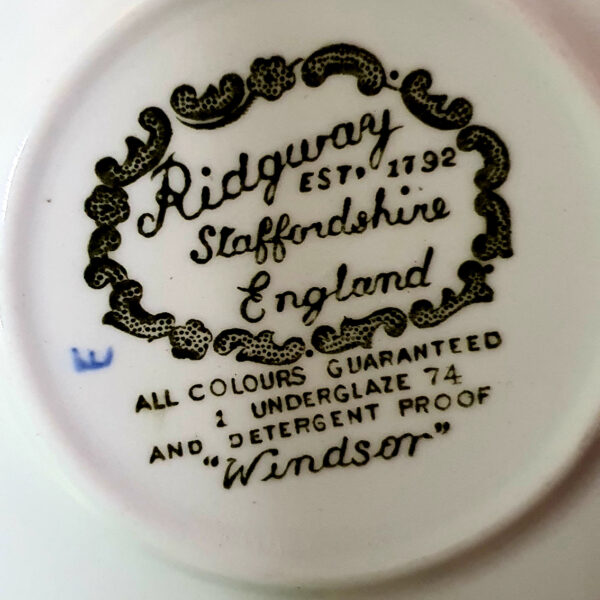 Ridgway
EST. 1792
Staffordshire
England
E
ALL COLOURS GUARANTEED
1 UNDERGLAZE 74
AND DETERGENT PROOF
"Windsor"